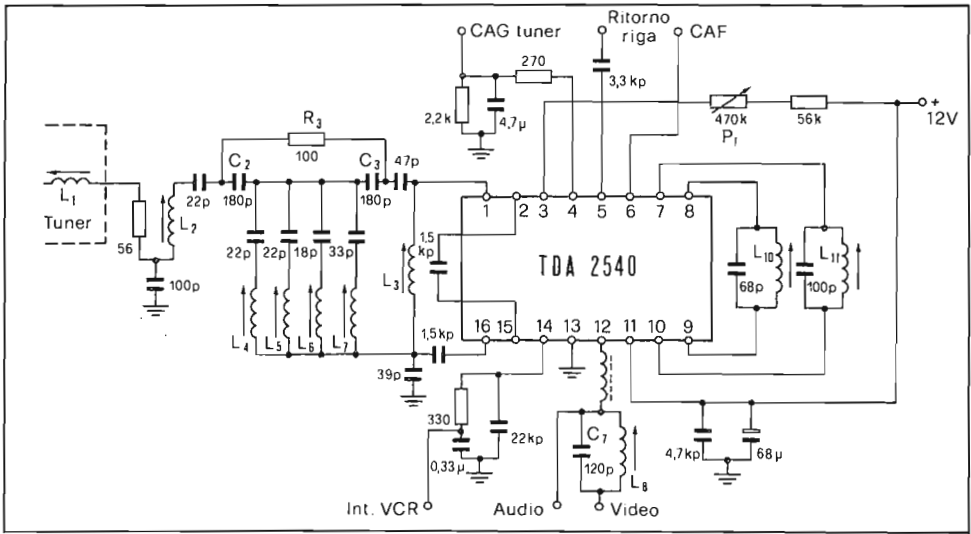 CAG tuner
Ritorno
riga
CAF
270
3,3 kp
2,2k
4,7µ
470k
P1
56k
+
12V
R3
100
C2
C3
47p
L1
Tuner
22p
180p
180p
56
L2
100p
22p
22p
18p
33p
L3
1,5
kp
L4
L5
L6
L7
1 2 3 4 5 6 7 8
TDA 2540
16 15 14 13 12 11 10 9
68p
L10
100p
L11
1,5kp
39p
330
0,33µ
22kp
C7
120p
L8
4,7kp
68µ
Int. VCR
Audio
Video